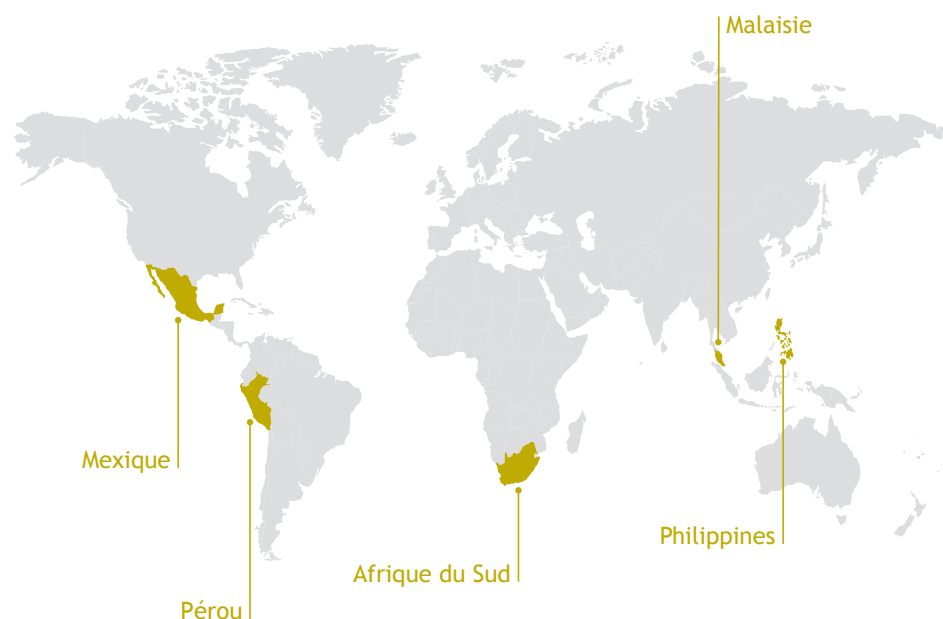 Malaisie
Mexique
Philippines
Afrique du Sud
Pérou